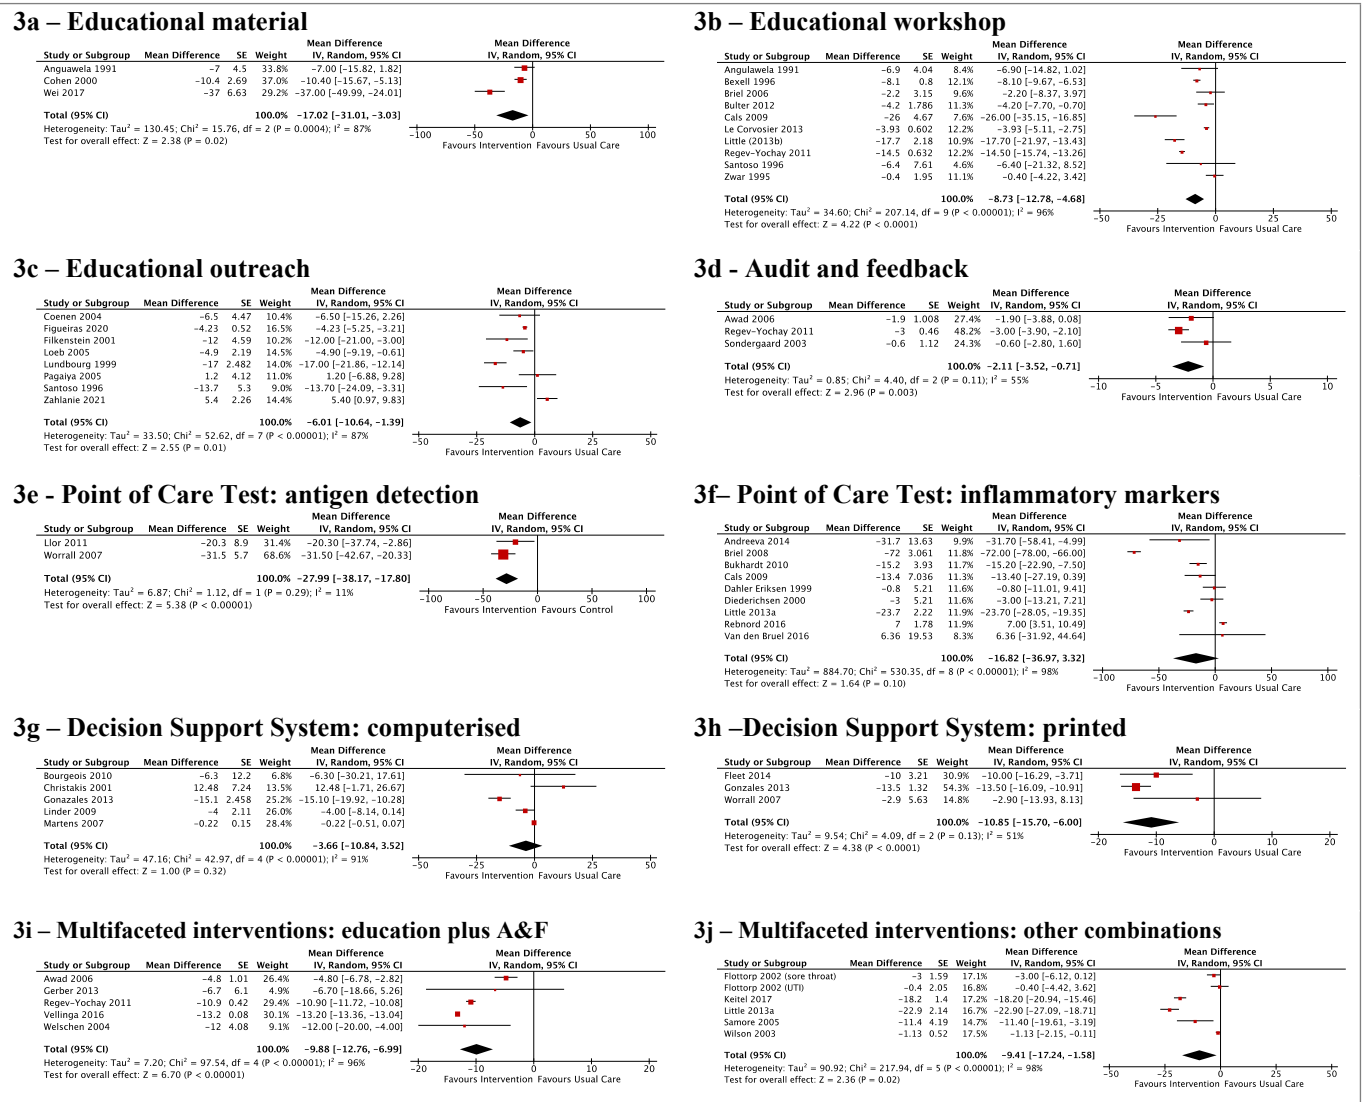 3a – Educational material
Mean Difference Mean Difference
Study or Subgroup Mean Difference SE Weight IV, Random, 95% CI IV, Random, 95% CI
Anguawela 1991 −7 4.5 33.8% −7.00 [−15.82, 1.82]
Cohen 2000 −10.4 2.69 37.0% −10.40 [−15.67, −5.13]
Wei 2017 −37 6.63 29.2% −37.00 [−49.99, −24.01]
Total (95% CI) 100.0% −17.02 [−31.01, −3.03]
Heterogeneity: Tau² = 130.45; Chi² = 15.76, df = 2 (P = 0.0004); I² = 87%
Test for overall effect: Z = 2.38 (P = 0.02)
−100 −50 0 50 100
Favours Intervention Favours Usual Care
3b – Educational workshop
Mean Difference Mean Difference
Study or Subgroup Mean Difference SE Weight IV, Random, 95% CI IV, Random, 95% CI
Angulawela 1991 −6.9 4.04 8.4% −6.90 [−14.82, 1.02]
Bexell 1996 −8.1 0.8 12.1% −8.10 [−9.67, −6.53]
Briel 2006 −2.2 3.15 9.6% −2.20 [−8.37, 3.97]
Bulter 2012 −4.2 1.786 11.3% −4.20 [−7.70, −0.70]
Cals 2009 −26 4.67 7.6% −26.00 [−35.15, −16.85]
Le Corvosier 2013 −3.93 0.602 12.2% −3.93 [−5.11, −2.75]
Little (2013b) −17.7 2.18 10.9% −17.70 [−21.97, −13.43]
Regev−Yochay 2011 −14.5 0.632 12.2% −14.50 [−15.74, −13.26]
Santoso 1996 −6.4 7.61 4.6% −6.40 [−21.32, 8.52]
Zwar 1995 −0.4 1.95 11.1% −0.40 [−4.22, 3.42]
Total (95% CI) 100.0% −8.73 [−12.78, −4.68]
Heterogeneity: Tau² = 34.60; Chi² = 207.14, df = 9 (P < 0.00001); I² = 96%
Test for overall effect: Z = 4.22 (P < 0.0001)
−50 −25 0 25 50
Favours Intervention Favours Usual Care
3c – Educational outreach
Mean Difference Mean Difference
Study or Subgroup Mean Difference SE Weight IV, Random, 95% CI IV, Random, 95% CI
Coenen 2004 −6.5 4.47 10.4% −6.50 [−15.26, 2.26]
Figueiras 2020 −4.23 0.52 16.5% −4.23 [−5.25, −3.21]
Filkenstein 2001 −12 4.59 10.2% −12.00 [−21.00, −3.00]
Loeb 2005 −4.9 2.19 14.5% −4.90 [−9.19, −0.61]
Lundbourg 1999 −17 2.482 14.0% −17.00 [−21.86, −12.14]
Pagaiya 2005 1.2 4.12 11.0% 1.20 [−6.88, 9.28]
Santoso 1996 −13.7 5.3 9.0% −13.70 [−24.09, −3.31]
Zahlanie 2021 5.4 2.26 14.4% 5.40 [0.97, 9.83]
Total (95% CI) 100.0% −6.01 [−10.64, −1.39]
Heterogeneity: Tau² = 33.50; Chi² = 52.62, df = 7 (P < 0.00001); I² = 87%
Test for overall effect: Z = 2.55 (P = 0.01)
−50 −25 0 25 50
Favours Intervention Favours Usual Care
3d - Audit and feedback
Mean Difference Mean Difference
Study or Subgroup Mean Difference SE Weight IV, Random, 95% CI IV, Random, 95% CI
Awad 2006 −1.9 1.008 27.4% −1.90 [−3.88, 0.08]
Regev−Yochay 2011 −3 0.46 48.2% −3.00 [−3.90, −2.10]
Sondergaard 2003 −0.6 1.12 24.3% −0.60 [−2.80, 1.60]
Total (95% CI) 100.0% −2.11 [−3.52, −0.71]
Heterogeneity: Tau² = 0.85; Chi² = 4.40, df = 2 (P = 0.11); I² = 55%
Test for overall effect: Z = 2.96 (P = 0.003)
−10 −5 0 5 10
Favours Intervention Favours Usual Care
3e - Point of Care Test: antigen detection
Mean Difference Mean Difference
Study or Subgroup Mean Difference SE Weight IV, Random, 95% CI IV, Random, 95% CI
Llor 2011 −20.3 8.9 31.4% −20.30 [−37.74, −2.86]
Worrall 2007 −31.5 5.7 68.6% −31.50 [−42.67, −20.33]
Total (95% CI) 100.0% −27.99 [−38.17, −17.80]
Heterogeneity: Tau² = 6.87; Chi² = 1.12, df = 1 (P = 0.29); I² = 11%
Test for overall effect: Z = 5.38 (P < 0.00001)
−100 −50 0 50 100
Favours Intervention Favours Control
3f– Point of Care Test: inflammatory markers
Mean Difference Mean Difference
Study or Subgroup Mean Difference SE Weight IV, Random, 95% CI IV, Random, 95% CI
Andreeva 2014 −31.7 13.63 9.9% −31.70 [−58.41, −4.99]
Briel 2008 −72 3.061 11.8% −72.00 [−78.00, −66.00]
Bukhardt 2010 −15.2 3.93 11.7% −15.20 [−22.90, −7.50]
Cals 2009 −13.4 7.036 11.2% −13.40 [−27.19, 0.39]
Dahler Eriksen 1999 −0.8 5.21 11.6% −0.80 [−11.01, 9.41]
Diederichsen 2000 −3 5.21 11.6% −3.00 [−13.21, 7.21]
Little 2013a −23.7 2.22 11.9% −23.70 [−28.05, −19.35]
Rebnord 2016 7 1.78 11.9% 7.00 [3.51, 10.49]
Van den Bruel 2016 6.36 19.53 8.3% 6.36 [−31.92, 44.64]
Total (95% CI) 100.0% −16.82 [−36.97, 3.32]
Heterogeneity: Tau² = 884.70; Chi² = 530.35, df = 8 (P < 0.00001); I² = 98%
Test for overall effect: Z = 1.64 (P = 0.10)
−100 −50 0 50 100
Favours Intervention Favours Usual Care
3g – Decision Support System: computerised
Mean Difference Mean Difference
Study or Subgroup Mean Difference SE Weight IV, Random, 95% CI IV, Random, 95% CI
Bourgeois 2010 −6.3 12.2 6.8% −6.30 [−30.21, 17.61]
Christakis 2001 12.48 7.24 13.5% 12.48 [−1.71, 26.67]
Gonazales 2013 −15.1 2.458 25.2% −15.10 [−19.92, −10.28]
Linder 2009 −4 2.11 26.0% −4.00 [−8.14, 0.14]
Martens 2007 −0.22 0.15 28.4% −0.22 [−0.51, 0.07]
Total (95% CI) 100.0% −3.66 [−10.84, 3.52]
Heterogeneity: Tau² = 47.16; Chi² = 42.97, df = 4 (P < 0.00001); I² = 91%
Test for overall effect: Z = 1.00 (P = 0.32)
−50 −25 0 25 50
Favours Intervention Favours Usual Care
3h –Decision Support System: printed
Mean Difference Mean Difference
Study or Subgroup Mean Difference SE Weight IV, Random, 95% CI IV, Random, 95% CI
Fleet 2014 −10 3.21 30.9% −10.00 [−16.29, −3.71]
Gonzales 2013 −13.5 1.32 54.3% −13.50 [−16.09, −10.91]
Worrall 2007 −2.9 5.63 14.8% −2.90 [−13.93, 8.13]
Total (95% CI) 100.0% −10.85 [−15.70, −6.00]
Heterogeneity: Tau² = 9.54; Chi² = 4.09, df = 2 (P = 0.13); I² = 51%
Test for overall effect: Z = 4.38 (P < 0.0001)
−20 −10 0 10 20
Favours Intervention Favours Usual Care
3i – Multifaceted interventions: education plus A&F
Mean Difference Mean Difference
Study or Subgroup Mean Difference SE Weight IV, Random, 95% CI IV, Random, 95% CI
Awad 2006 −4.8 1.01 26.4% −4.80 [−6.78, −2.82]
Gerber 2013 −6.7 6.1 4.9% −6.70 [−18.66, 5.26]
Regev−Yochay 2011 −10.9 0.42 29.4% −10.90 [−11.72, −10.08]
Vellinga 2016 −13.2 0.08 30.1% −13.20 [−13.36, −13.04]
Welschen 2004 −12 4.08 9.1% −12.00 [−20.00, −4.00]
Total (95% CI) 100.0% −9.88 [−12.76, −6.99]
Heterogeneity: Tau² = 7.20; Chi² = 97.54, df = 4 (P < 0.00001); I² = 96%
Test for overall effect: Z = 6.70 (P < 0.00001)
−20 −10 0 10 20
Favours Intervention Favours Usual Care
3j – Multifaceted interventions: other combinations
Mean Difference Mean Difference
Study or Subgroup Mean Difference SE Weight IV, Random, 95% CI IV, Random, 95% CI
Flottorp 2002 (sore throat) −3 1.59 17.1% −3.00 [−6.12, 0.12]
Flottorp 2002 (UTI) −0.4 2.05 16.8% −0.40 [−4.42, 3.62]
Keitel 2017 −18.2 1.4 17.2% −18.20 [−20.94, −15.46]
Little 2013a −22.9 2.14 16.7% −22.90 [−27.09, −18.71]
Samore 2005 −11.4 4.19 14.7% −11.40 [−19.61, −3.19]
Wilson 2003 −1.13 0.52 17.5% −1.13 [−2.15, −0.11]
Total (95% CI) 100.0% −9.41 [−17.24, −1.58]
Heterogeneity: Tau² = 90.92; Chi² = 217.94, df = 5 (P < 0.00001); I² = 98%
Test for overall effect: Z = 2.36 (P = 0.02)
−50 −25 0 25 50
Favours Intervention Favours Usual Care